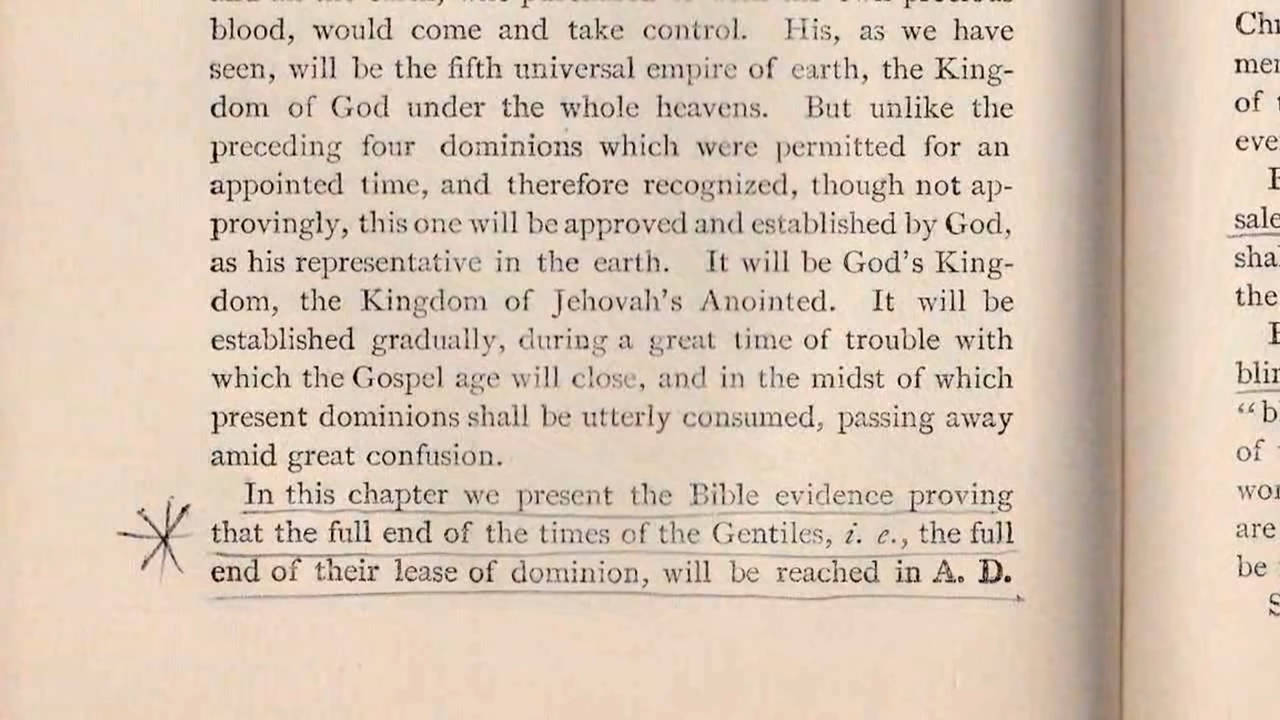 blood, would come and take control. His, as we have
seen, will be the fifth universal empire of earth, the King-
dom of God under the whole heavens. But unlike the
preceding four dominions which were permitted for an
appointed time, and therefore recognized, though not ap-
provingly, this one will be approved and established by God,
as his representative in the earth. It will be God's King-
dom, the Kingdom of Jehovah's Anointed. It will be
established gradually, during a great time of trouble with
which the Gospel age will close, and in the midst of which
present dominions shall be utterly consumed, passing away
amid great confusion.
In this chapter we present the Bible evidence proving
that the full end of the times of the Gentiles, i. e., the full
end of their lease of dominion, will be reached in A. D.
of
the
"b
of
are
be